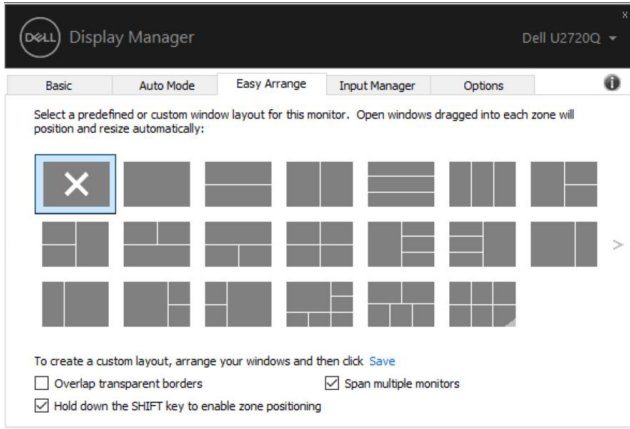 x
DELL Display Manager Dell U2720Q
Basic Auto Mode Easy Arrange Input Manager Options
Select a predefined or custom window layout for this monitor. Open windows dragged into each zone will
position and resize automatically:
>
To create a custom layout, arrange your windows and then click Save
Overlap transparent borders Span multiple monitors
Hold down the SHIFT key to enable zone positioning